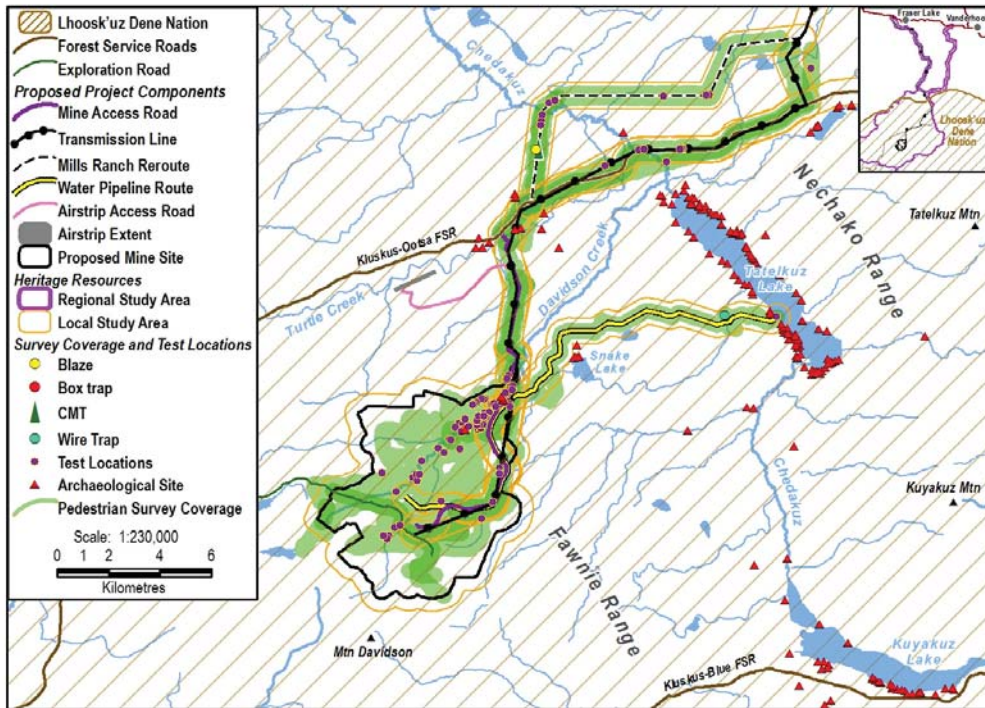 Lhoosk'uz Dene Nation
Forest Service Roads
Exploration Road
Proposed Project Components
Mine Access Road
Transmission Line
Mills Ranch Reroute
Water Pipeline Route
Airstrip Access Road
Airstrip Extent
Proposed Mine Site
Heritage Resources
Regional Study Area
Local Study Area
Survey Coverage and Test Locations
Blaze
Box trap
CMT
Wire Trap
Test Locations
Archaeological Site
Pedestrian Survey Coverage
Scale: 1:230,000
0 2 4 6
Kilometres
Chedakuz
Fraser Lake
Vanderhoof
Lhoosk'uz
Dene
Nation
Nechako Range
Tatelkuz Mtn
Kluskus-Ootsa FSR
Turtle Creek
Davidson Creek
Tatelkuz
Lake
Snake
Lake
Chedakuz
Kuyakuz Mtn
Fawnie Range
Mtn Davidson
Kuyakuz
Lake
Kluskus-Blue FSR